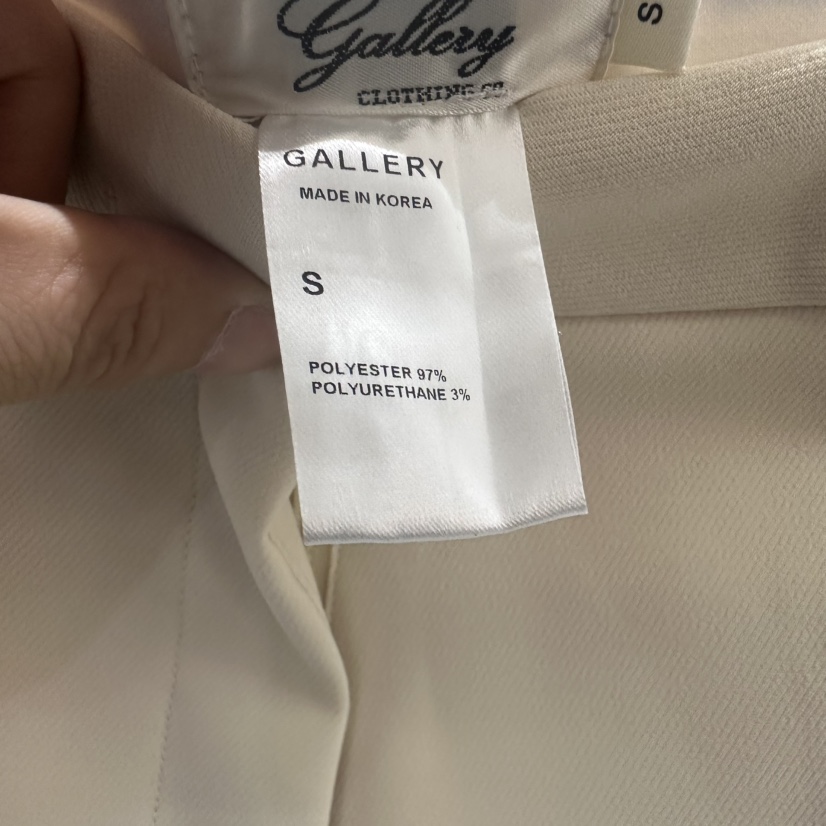 Gallery
CLOTHING CO.
S
GALLERY
MADE IN KOREA
S
POLYESTER 97%
POLYURETHANE 3%